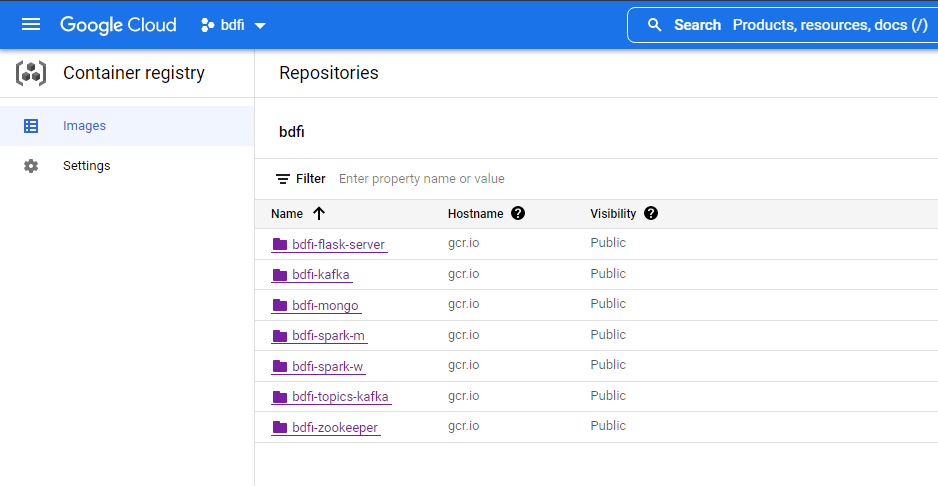 Google Cloud bdfi Search Products, resources, docs (/)
Container registry Repositories
Images
Settings
bdfi
Filter Enter property name or value
Name Hostname ? Visibility ?
bdfi-flask-server gcr.io Public
bdfi-kafka gcr.io Public
bdfi-mongo gcr.io Public
bdfi-spark-m gcr.io Public
bdfi-spark-w gcr.io Public
bdfi-topics-kafka gcr.io Public
bdfi-zookeeper gcr.io Public